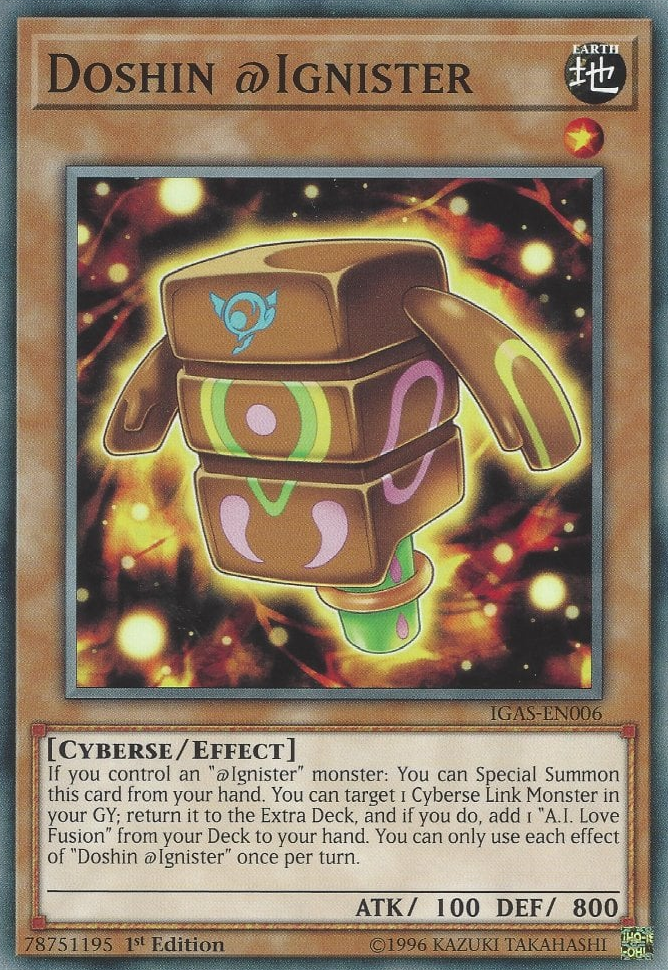 DOSHIN @IGNISTER
EARTH
地
IGAS-EN006
[CYBERSE/EFFECT]
If you control an "@Ignister" monster: You can Special Summon
this card from your hand. You can target 1 Cyberse Link Monster in
your GY; return it to the Extra Deck, and if you do, add 1 "A.I. Love
Fusion" from your Deck to your hand. You can only use each effect
of "Doshin @Ignister" once per turn.
ATK/ 100 DEF/ 800
78751195 1st Edition
©1996 KAZUKI TAKAHASHI